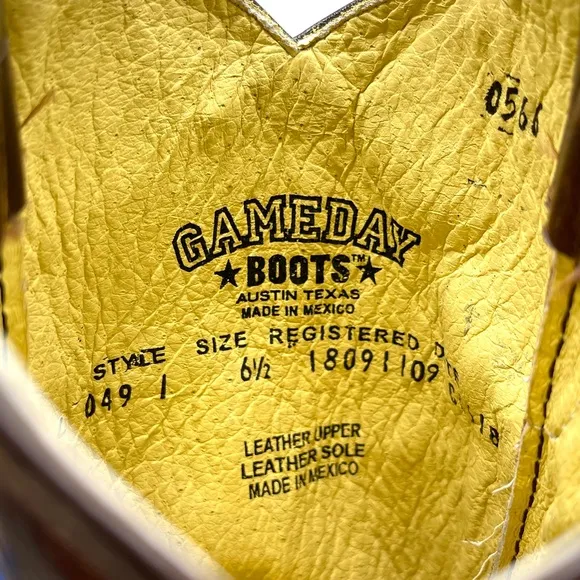 0566
GAMEDAY
★BOOTS™★
AUSTIN TEXAS
MADE IN MEXICO
STYLE SIZE REGISTERED
049 1 6½ 18091109
LEATHER UPPER
LEATHER SOLE
MADE IN MEXICO